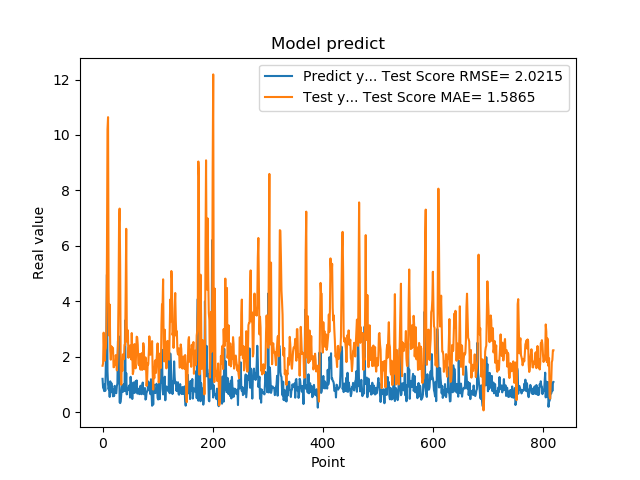 Model predict
Predict y... Test Score RMSE= 2.0215
Test y... Test Score MAE= 1.5865
12
10
8
6
4
2
0
Real value
0 200 400 600 800
Point